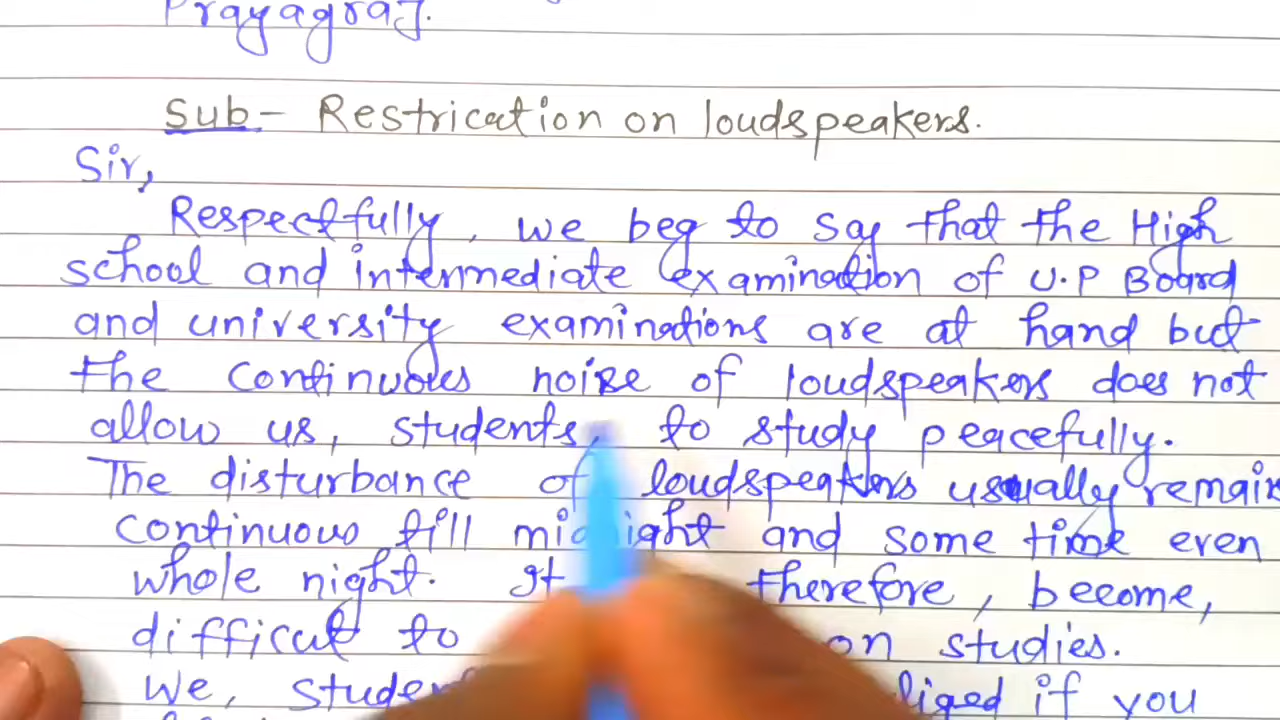 Prayagraj.
Sub- Restrication on loudspeakers.
Sir,
Respectfully, we beg to say that the High
school and intermediate examination of U.P Board
and university examinations are at hand but
the continuous noise of loudspeakers does not
allow us, students, to study peacefully.
The disturbance of loudspeakers usually remain
continuous till midnight and some time even
whole night. It therefore, become,
difficult to on studies.
We, if you